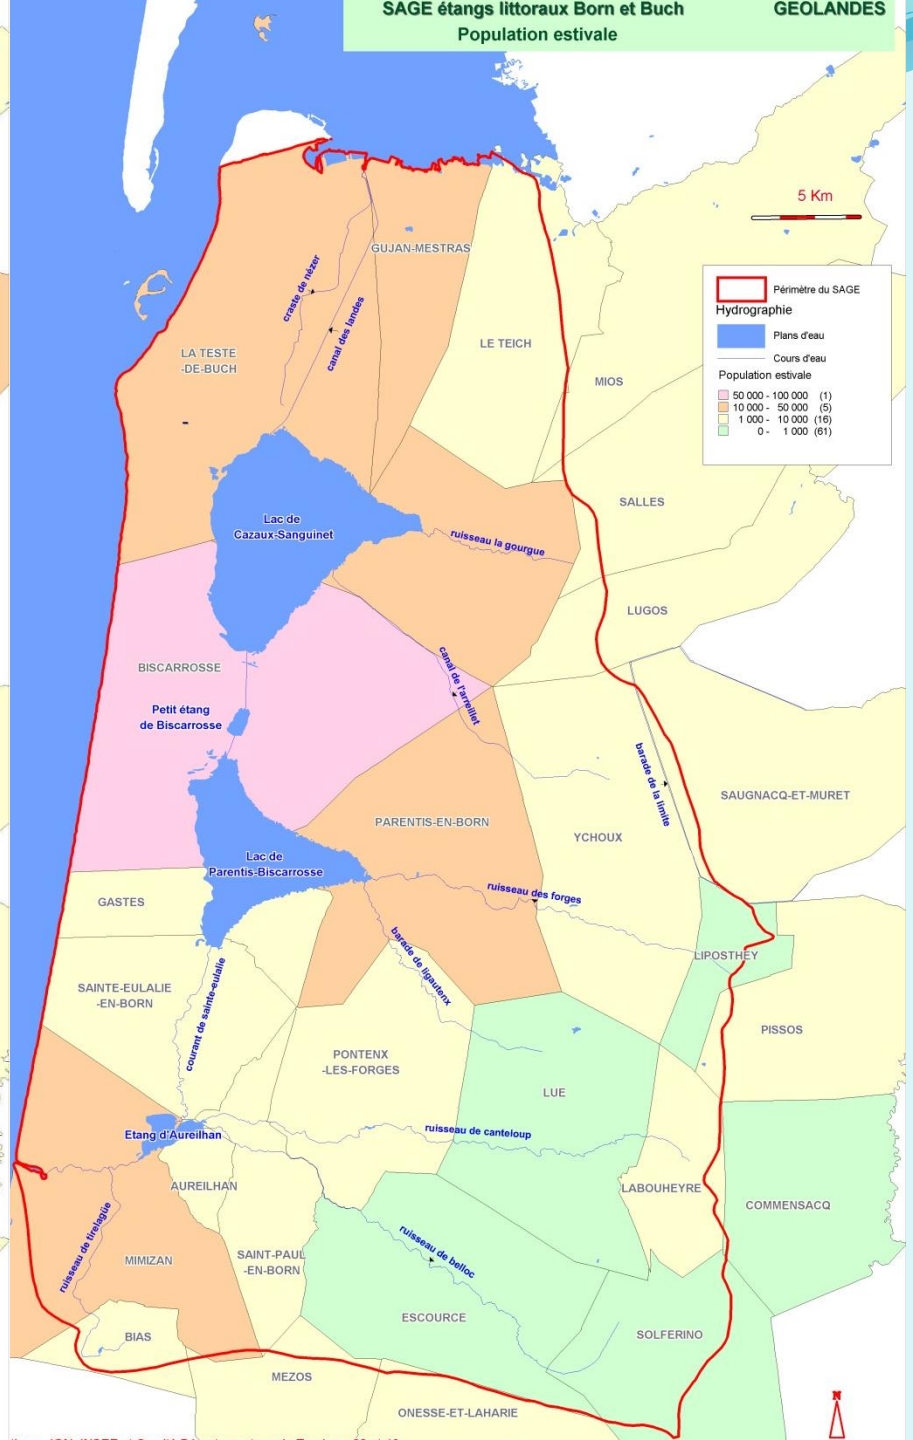 SAGE étangs littoraux Born et Buch
GEOLANDES
Population estivale
5 Km
Périmètre du SAGE
Hydrographie
Plans d'eau
Cours d'eau
Population estivale
50 000 - 100 000 (1)
10 000 - 50 000 (5)
1 000 - 10 000 (16)
0 - 1 000 (61)
GUJAN-MESTRAS
craste de nézer
canal des landes
LE TEICH
LA TESTE
-DE-BUCH
MIOS
SALLES
Lac de
Cazaux-Sanguinet
ruisseau la gourgue
LUGOS
BISCARROSSE
canal de l'arreillet
Petit étang
de Biscarrosse
barade de la limite
SAUGNACQ-ET-MURET
PARENTIS-EN-BORN
YCHOUX
Lac de
Parentis-Biscarrosse
ruisseau des forges
GASTES
barade de ligautenx
LIPOSTHEY
SAINTE-EULALIE
-EN-BORN
courant de sainte-eulalie
PISSOS
PONTENX
-LES-FORGES
LUE
Etang d'Aureilhan
ruisseau de canteloup
AUREILHAN
LABOUHEYRE
COMMENSACQ
ruisseau de tirelagüe
MIMIZAN
SAINT-PAUL
-EN-BORN
ruisseau de belloc
ESCOURCE
SOLFERINO
BIAS
MEZOS
ONESSE-ET-LAHARIE
N